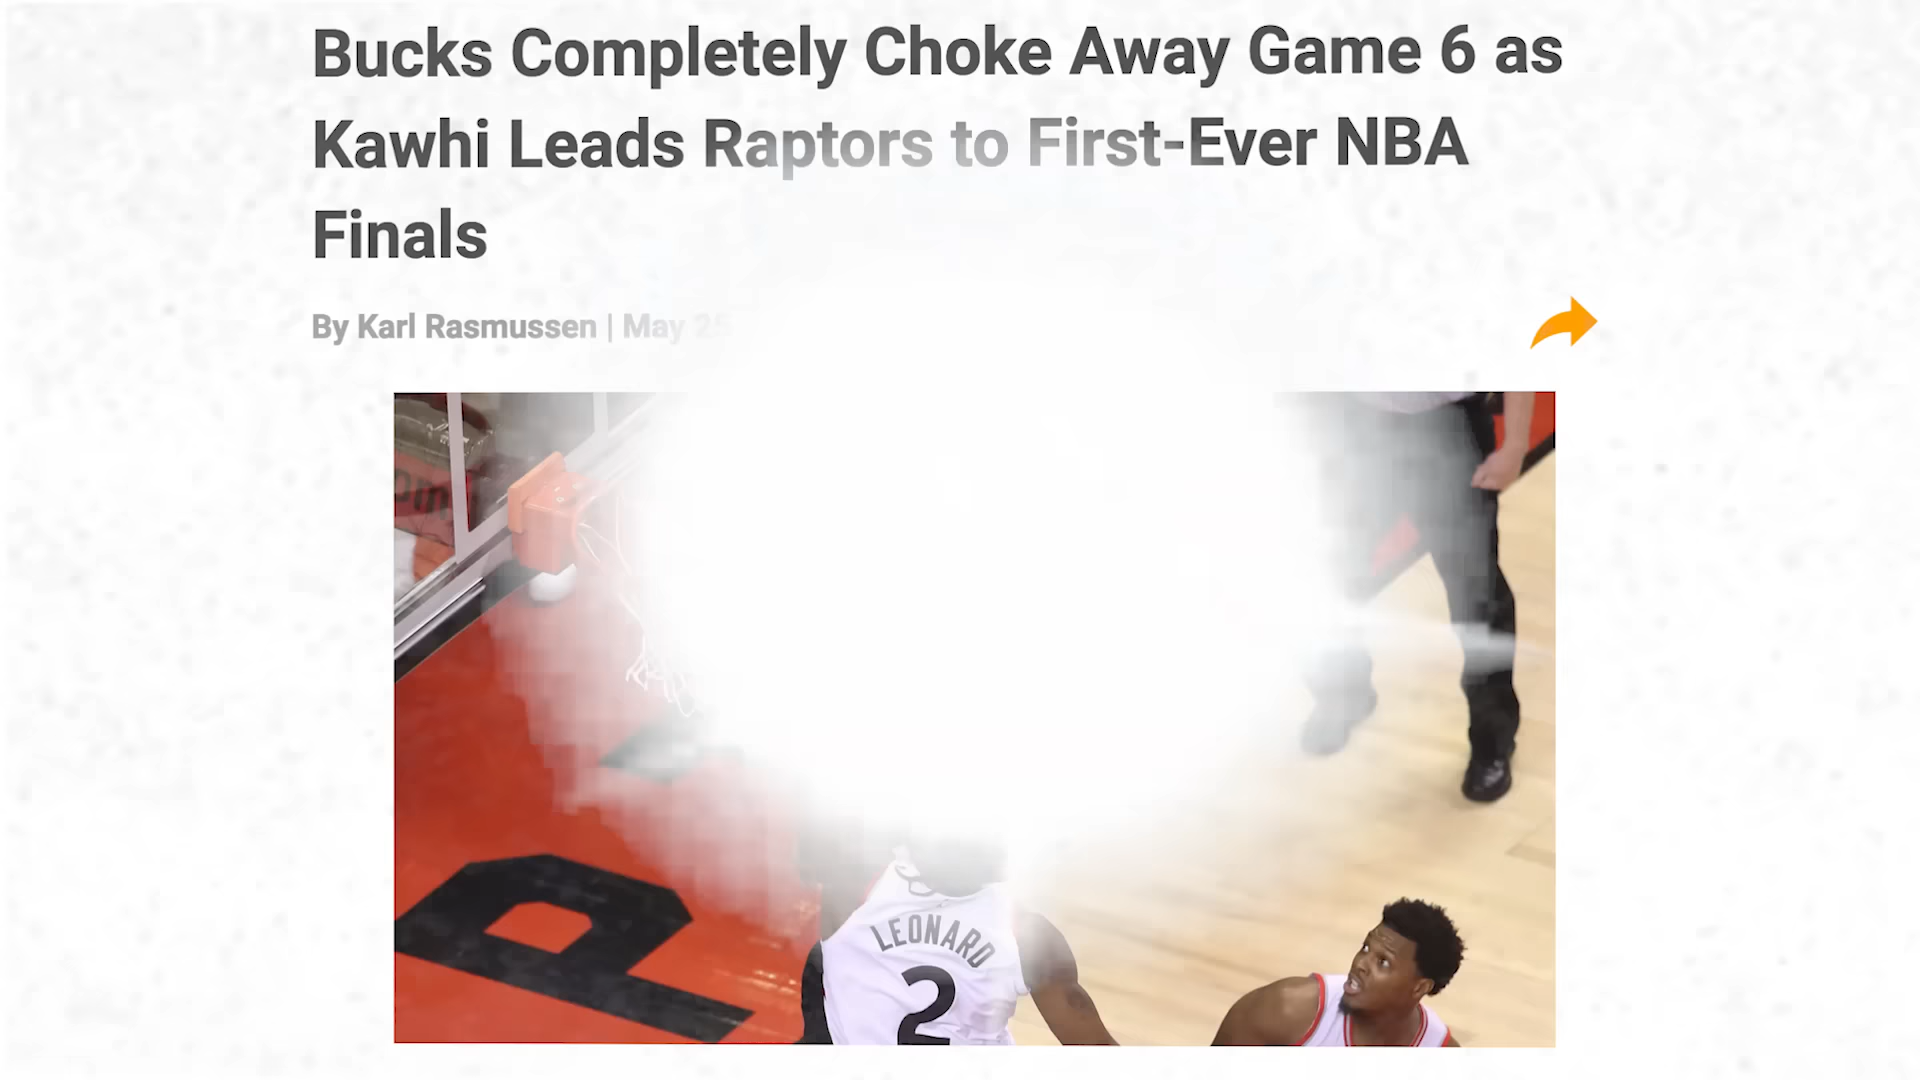 Bucks Completely Choke Away Game 6 as
Kawhi Leads Raptors to First-Ever NBA
Finals
By Karl Rasmussen | May 25
LEONARD
2